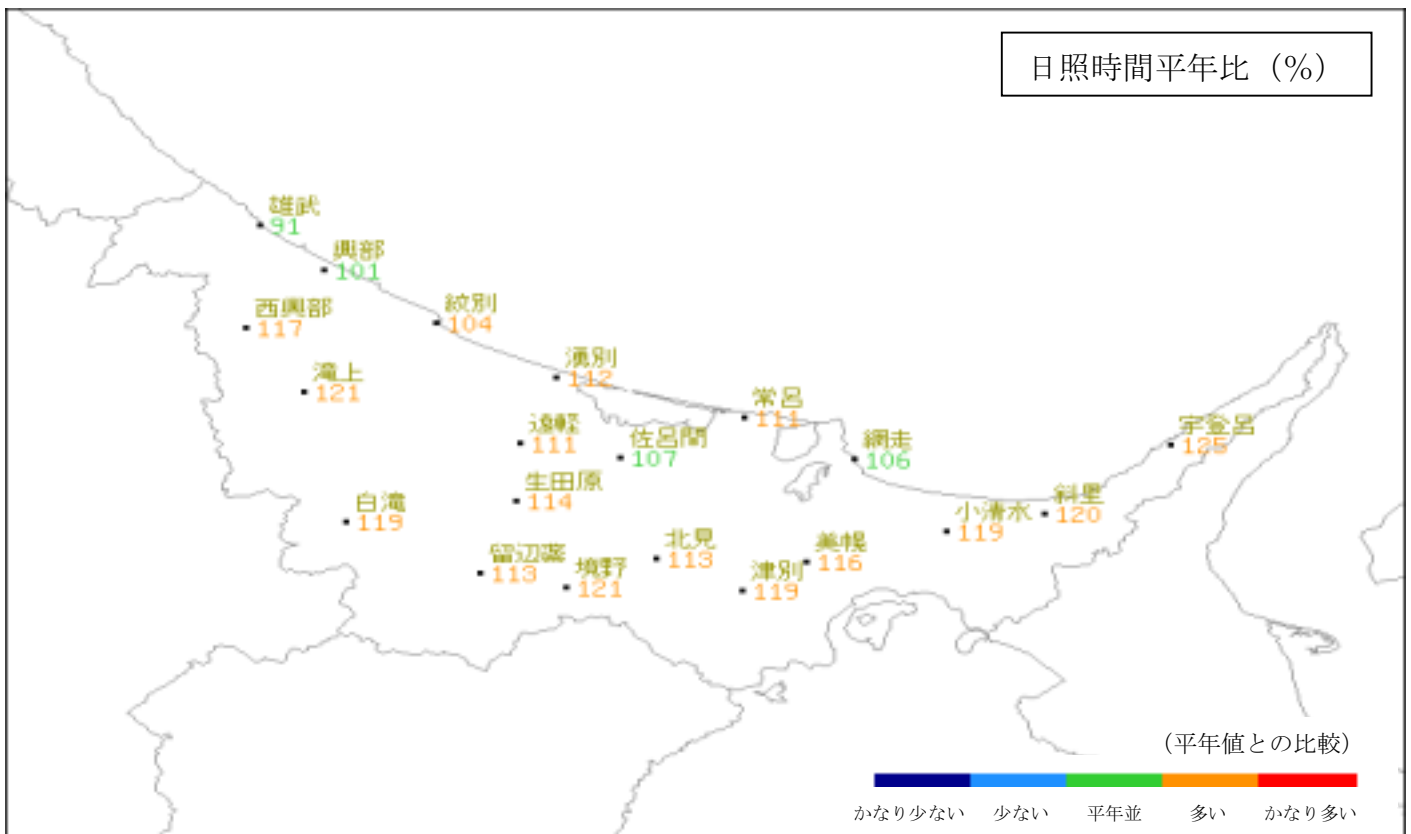 日照時間平年比（%）
雄武
91
興部
101
西興部
117
紋別
104
滝上
121
湧別
112
常呂
111
遠軽
111
佐呂間
107
網走
106
宇登呂
125
生田原
114
白滝
119
斜里
120
小清水
119
北見
113
美幌
116
留辺蘂
113
境野
121
津別
119
（平年値との比較）
かなり少ない 少ない 平年並 多い かなり多い